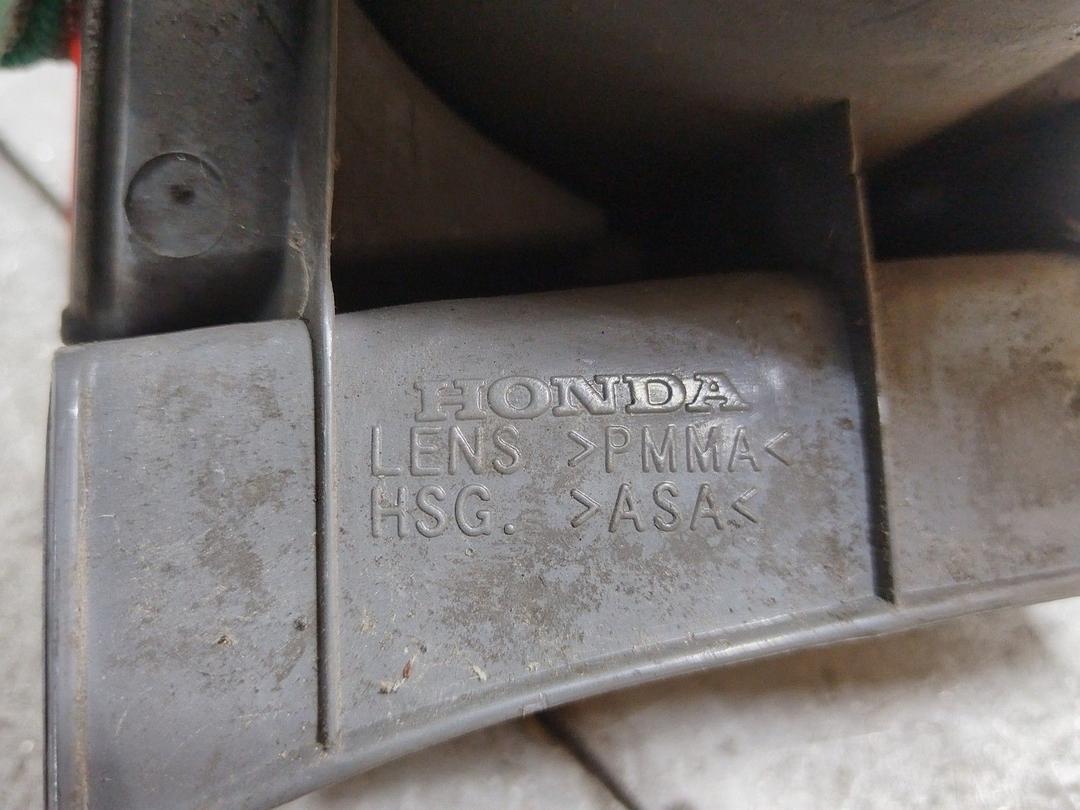 HONDA
LENS >PMMA<
HSG. >ASA<